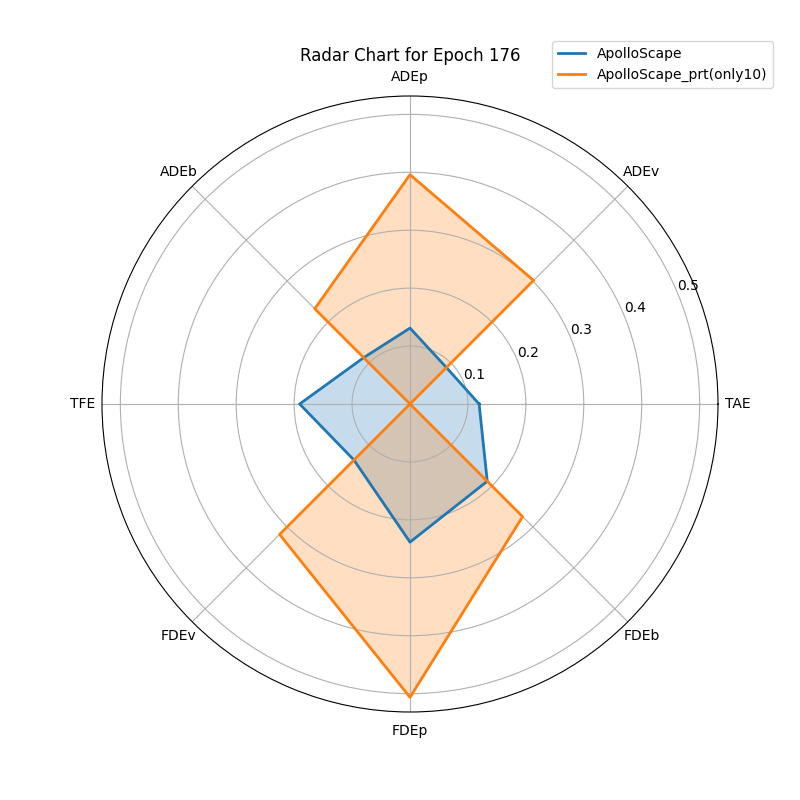 Radar Chart for Epoch 176
ApolloScape
ApolloScape_prt(only10)
ADEp
ADEb
ADEv
0.5
0.4
0.3
0.2
0.1
TFE
TAE
FDEv
FDEb
FDEp